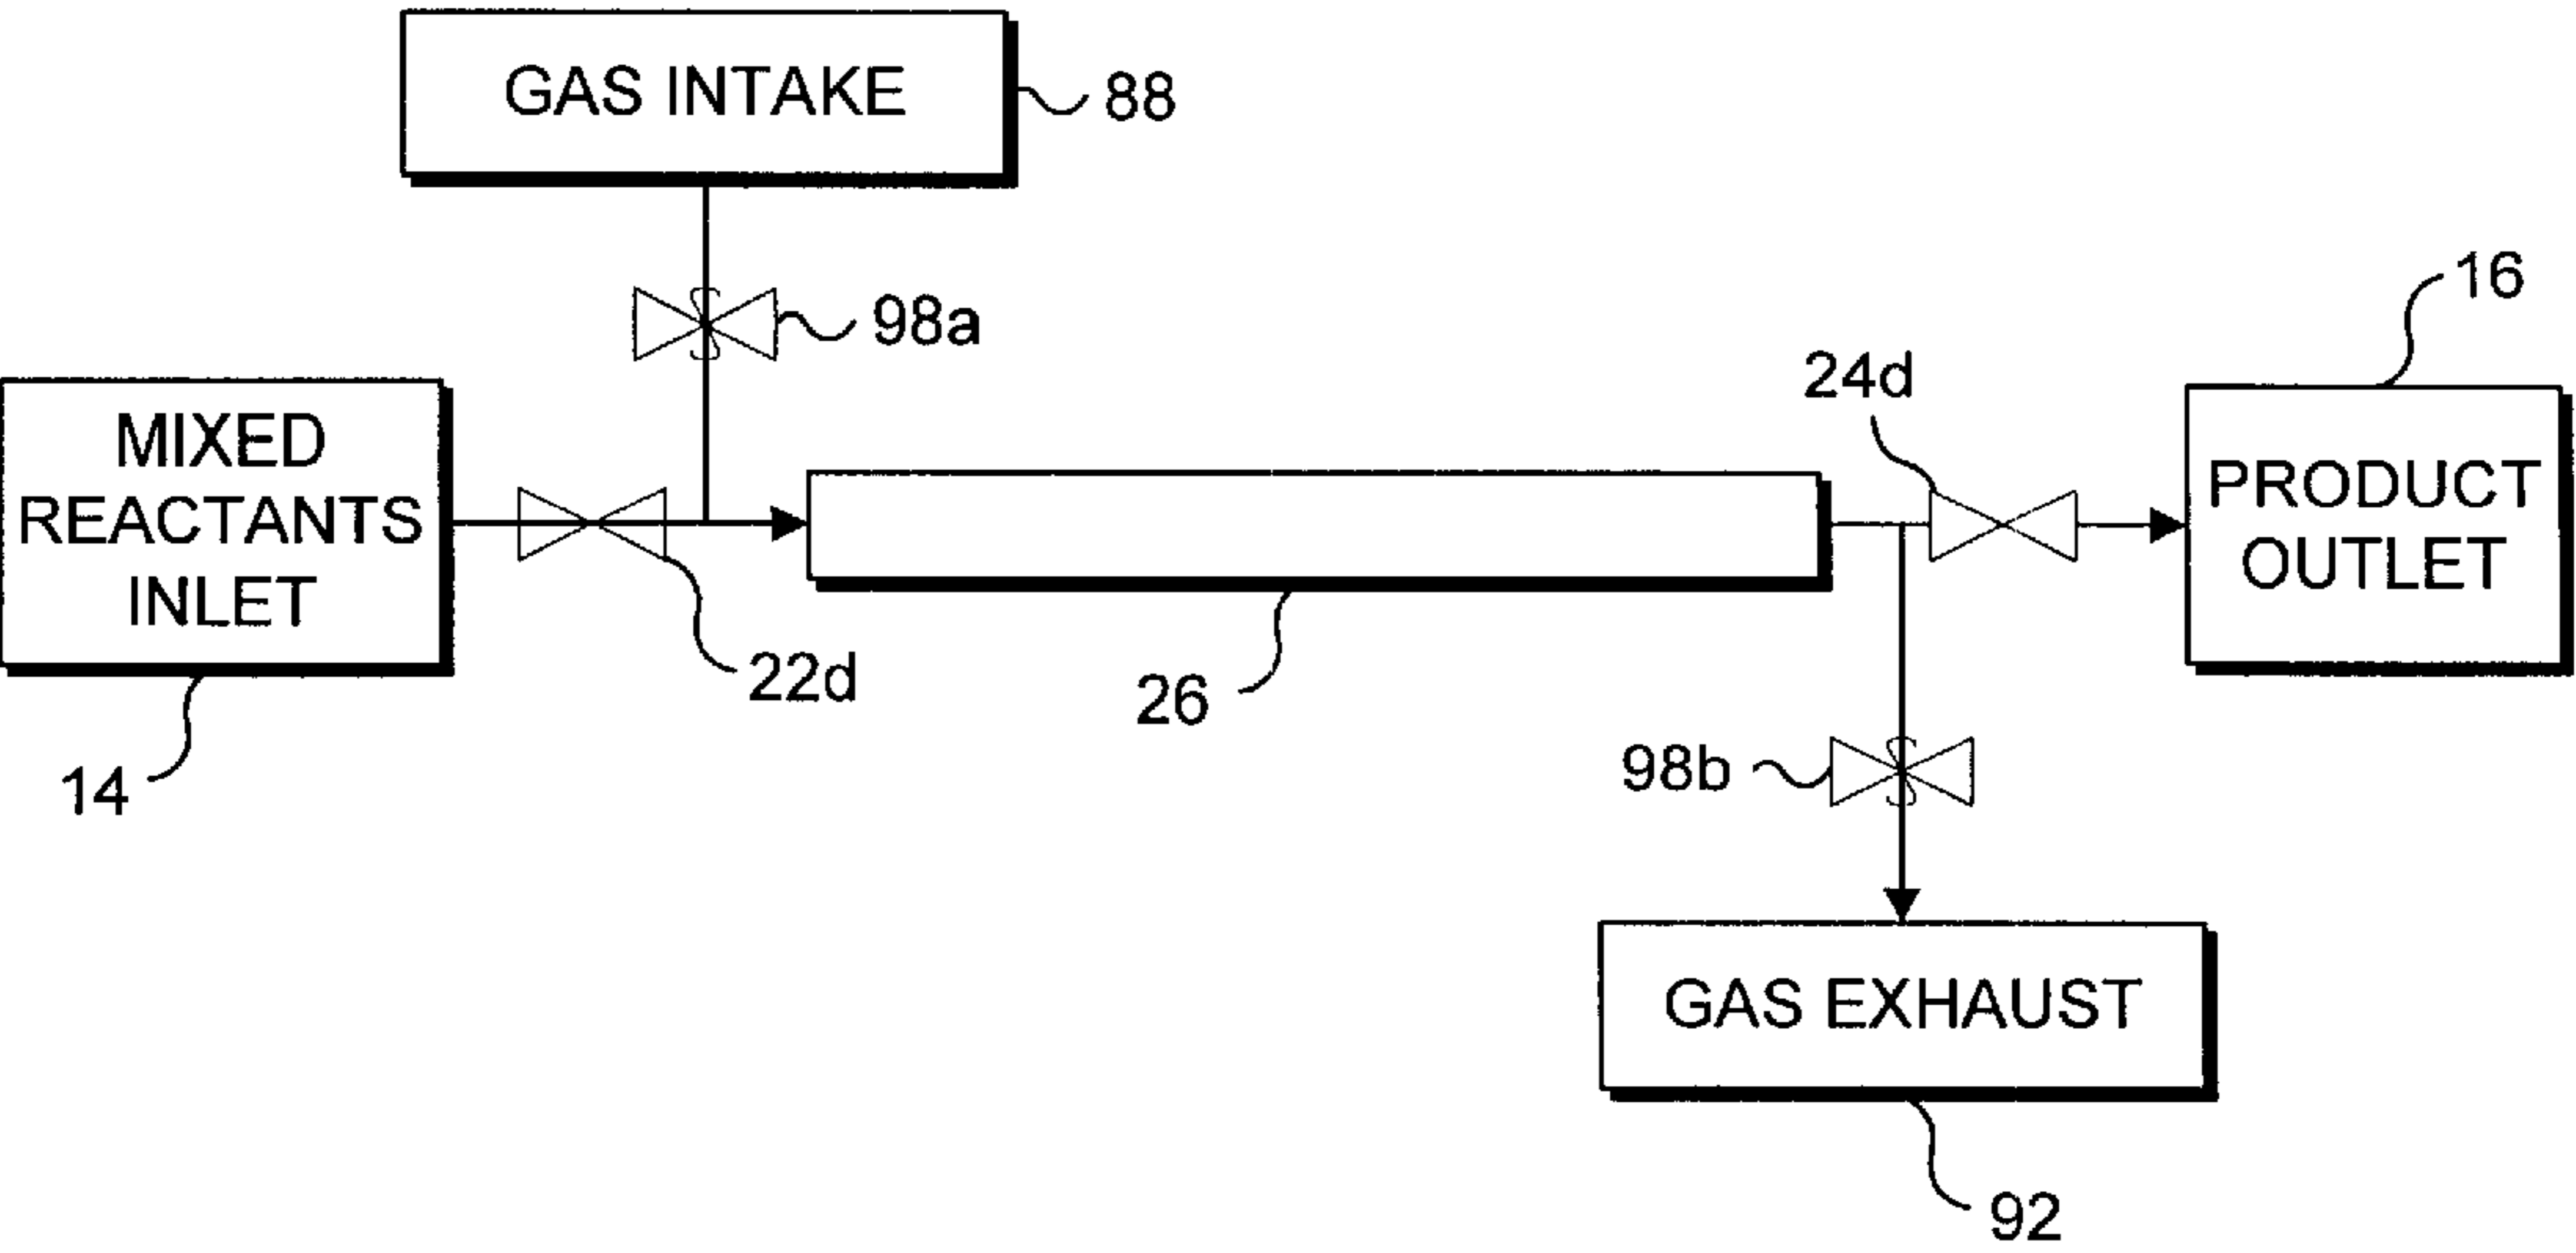 GAS INTAKE
88
98a
16
24d
MIXED
REACTANTS
INLET
PRODUCT
OUTLET
22d
26
14
98b
GAS EXHAUST
92